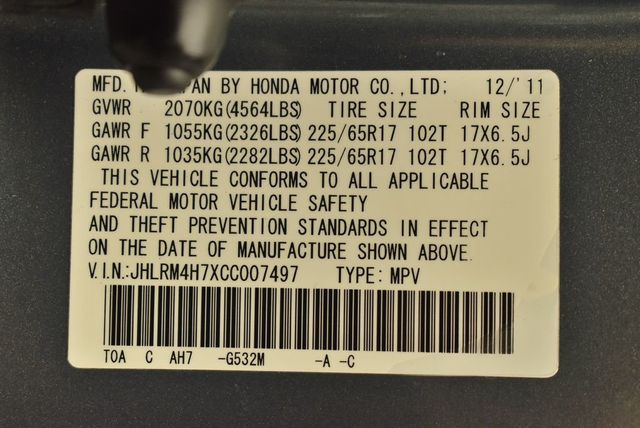 MFD. PAN BY HONDA MOTOR CO.,LTD; 12/'11
GVWR 2070KG(4564LBS) TIRE SIZE RIM SIZE
GAWR F 1055KG(2326LBS) 225/65R17 102T 17X6.5J
GAWR R 1035KG(2282LBS) 225/65R17 102T 17X6.5J
THIS VEHICLE CONFORMS TO ALL APPLICABLE
FEDERAL MOTOR VEHICLE SAFETY
AND THEFT PREVENTION STANDARDS IN EFFECT
ON THE DATE OF MANUFACTURE SHOWN ABOVE.
V.I.N:JHLRM4H7XCC007497 TYPE: MPV
TOA C AH7 -G532M -A -C